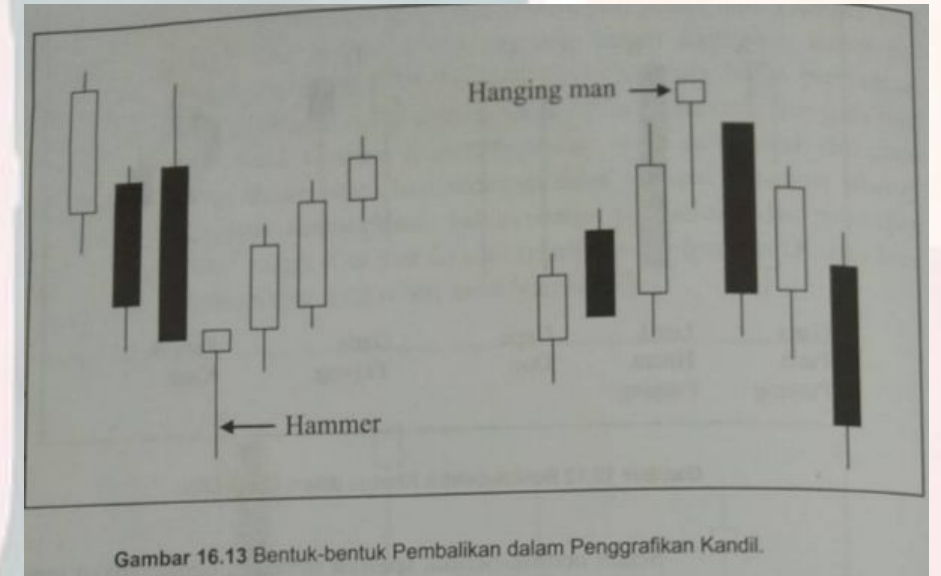 Hanging man
Hammer
Gambar 16.13 Bentuk-bentuk Pembalikan dalam Penggrafikan Kandil.